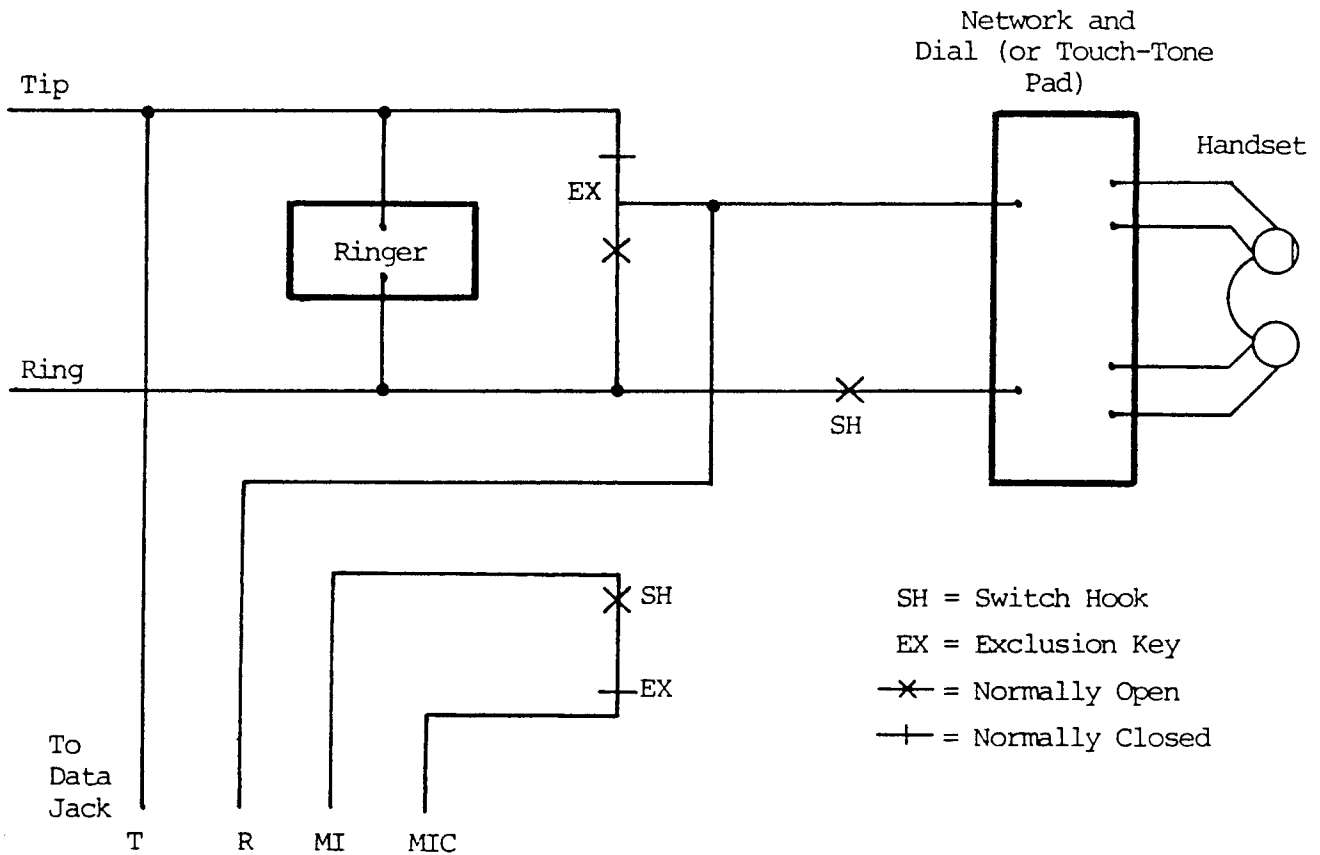 Network and
Dial (or Touch-Tone
Pad)
Tip
Handset
EX
Ringer
Ring
SH
SH
EX
SH = Switch Hook
EX = Exclusion Key
= Normally Open
= Normally Closed
To
Data
Jack
T R MI MIC